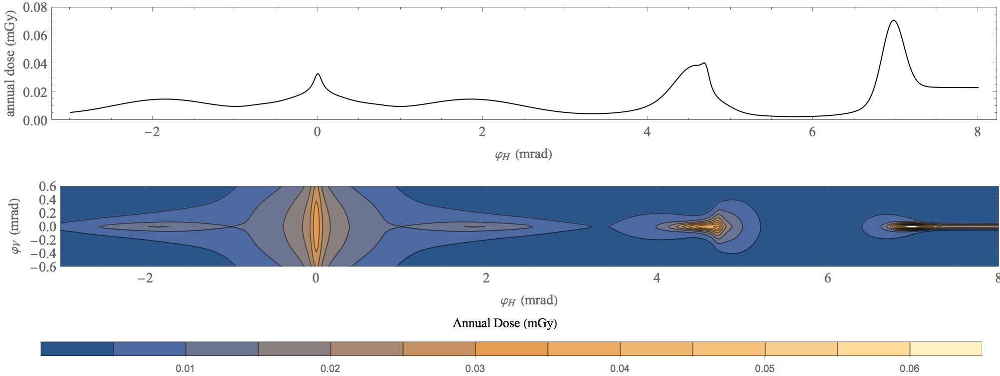 0.08
0.06
0.04
0.02
0.00
annual dose (mGy)
−2 0 2 4 6 8
φH (mrad)
0.6
0.4
0.2
0.0
−0.2
−0.4
−0.6
φV (mrad)
−2 0 2 4 6 8
φH (mrad)
Annual Dose (mGy)
0.01 0.02 0.03 0.04 0.05 0.06